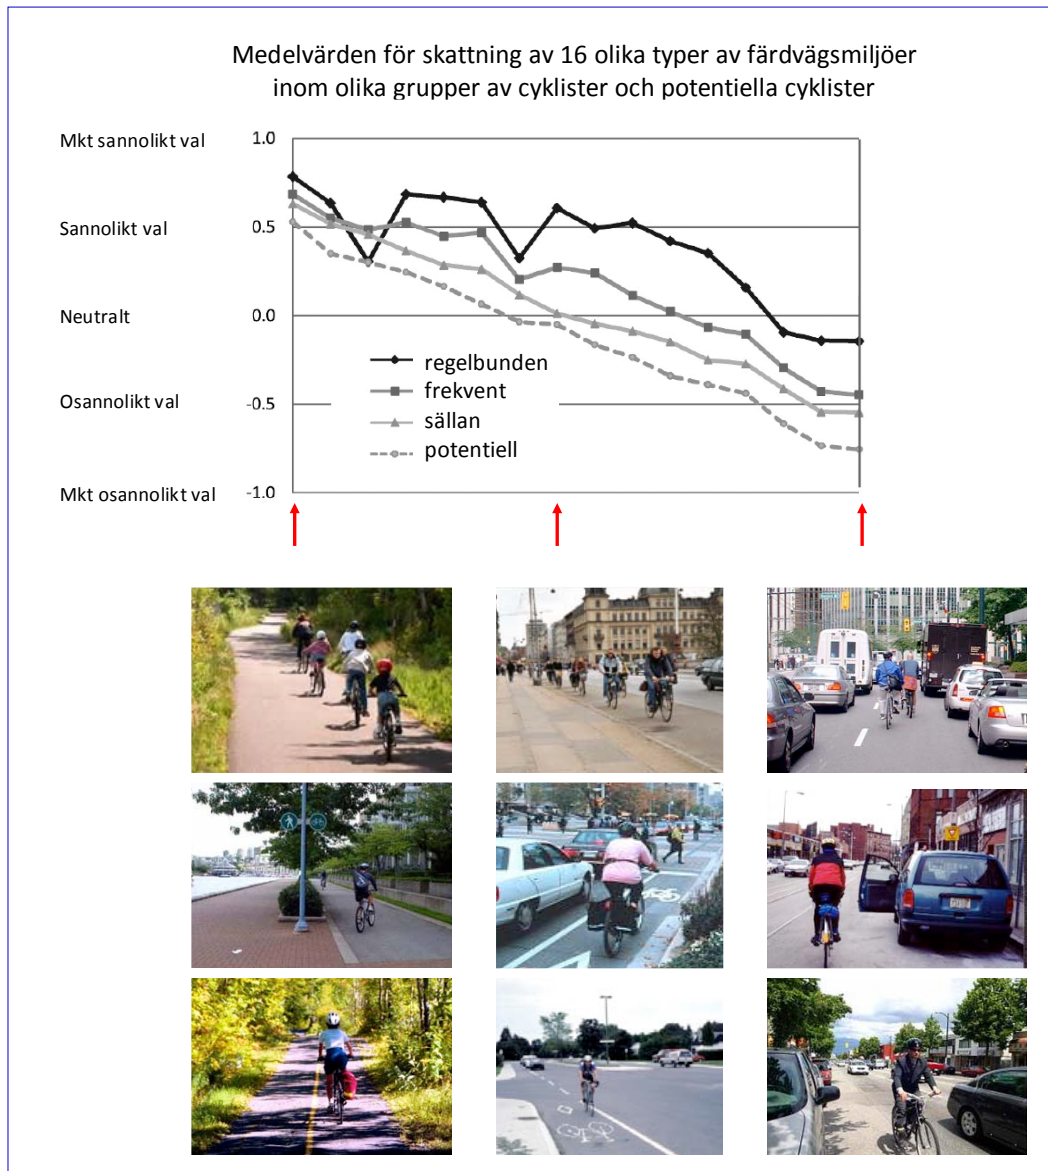 Medelvärden för skattning av 16 olika typer av färdvägsmiljöer
inom olika grupper av cyklister och potentiella cyklister
Mkt sannolikt val 1.0
Sannolikt val 0.5
Neutralt 0.0
Osannolikt val -0.5
Mkt osannolikt val -1.0
regelbunden
frekvent
sällan
potentiell